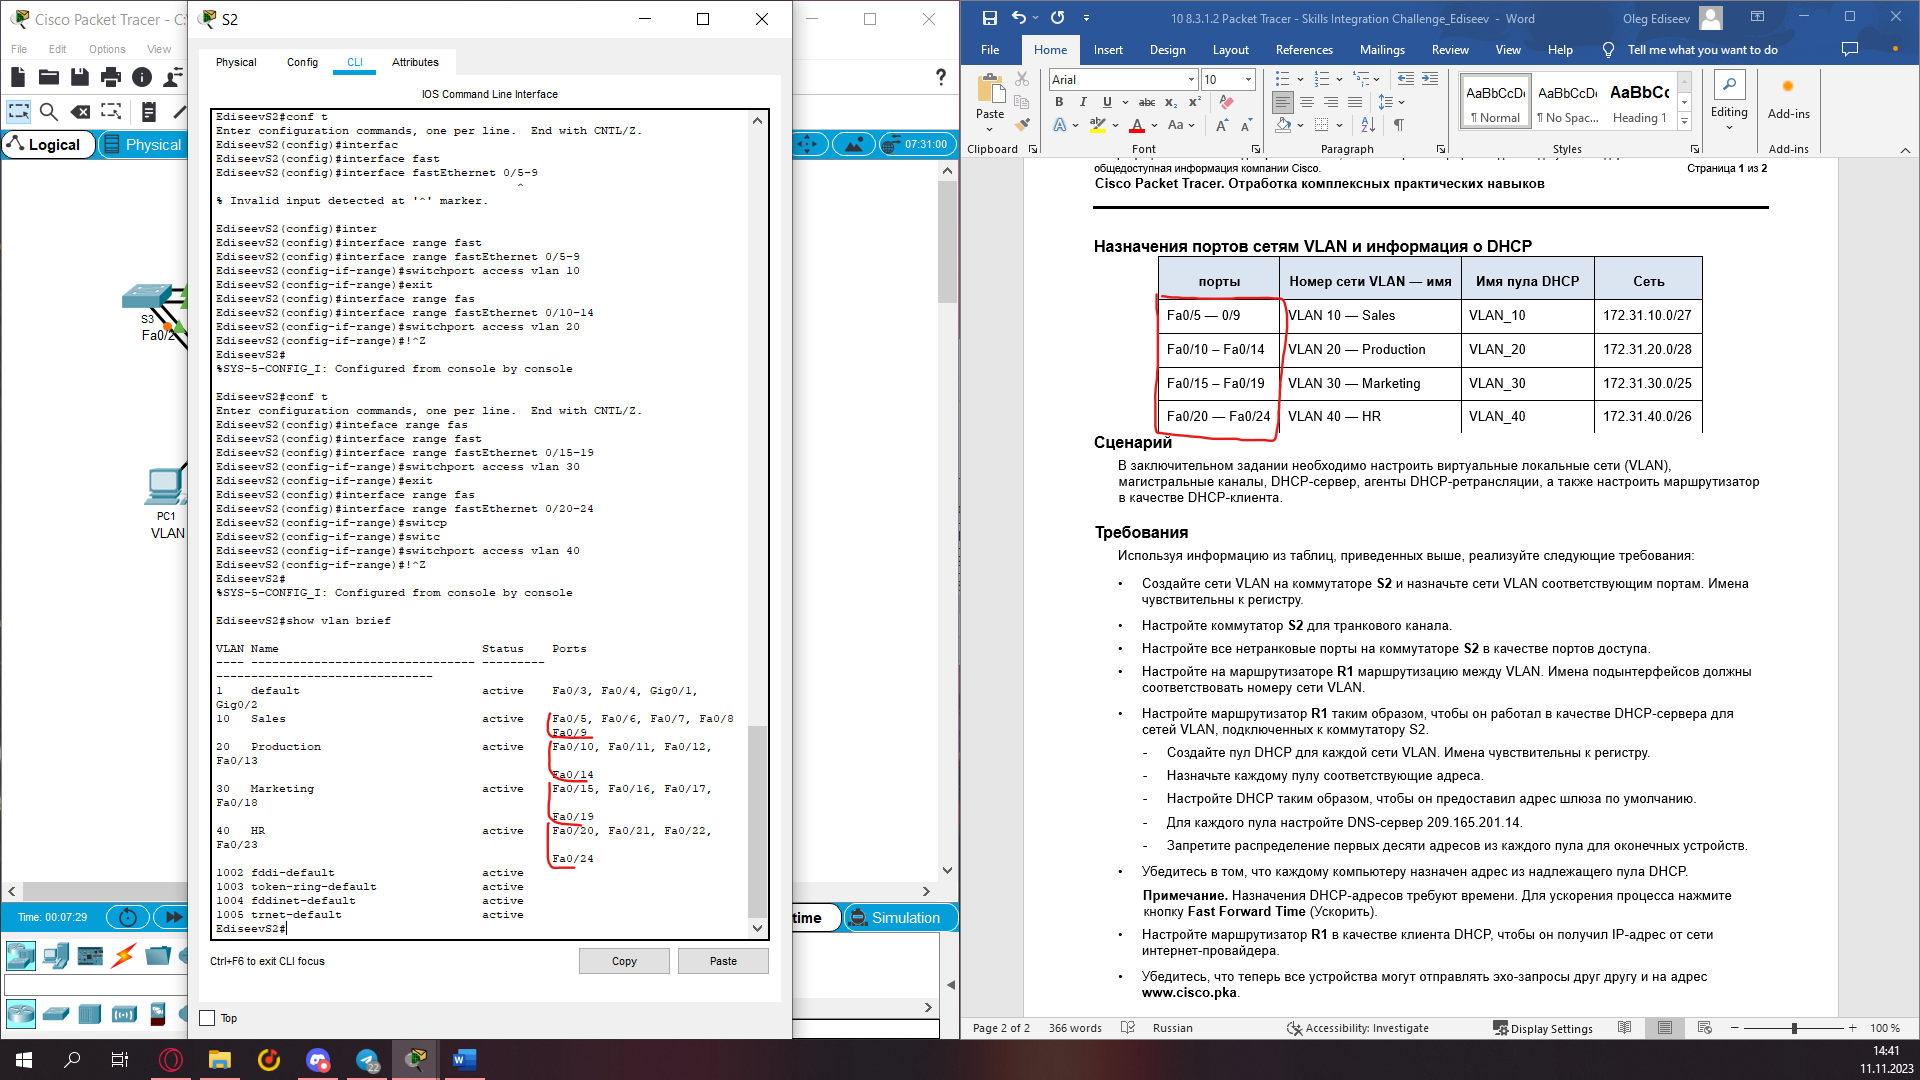 Cisco Packet Tracer - C:
File Edit Options View
Logical
Physical
07:31:00
S3
Fa0/2
PC1
VLAN
Time: 00:07:29
time
Simulation
S2
Physical Config CLI Attributes
IOS Command Line Interface
EdiseevS2#conf t
Enter configuration commands, one per line. End with CNTL/Z.
EdiseevS2(config)#interfac
EdiseevS2(config)#interface fast
EdiseevS2(config)#interface fastEthernet 0/5-9
^
% Invalid input detected at '^' marker.
EdiseevS2(config)#inter
EdiseevS2(config)#interface range fast
EdiseevS2(config)#interface range fastEthernet 0/5-9
EdiseevS2(config-if-range)#switchport access vlan 10
EdiseevS2(config-if-range)#exit
EdiseevS2(config)#interface range fas
EdiseevS2(config)#interface range fastEthernet 0/10-14
EdiseevS2(config-if-range)#switchport access vlan 20
EdiseevS2(config-if-range)#!^Z
EdiseevS2#
%SYS-5-CONFIG_I: Configured from console by console
EdiseevS2#conf t
Enter configuration commands, one per line. End with CNTL/Z.
EdiseevS2(config)#inteface range fas
EdiseevS2(config)#interface range fast
EdiseevS2(config)#interface range fastEthernet 0/15-19
EdiseevS2(config-if-range)#switchport access vlan 30
EdiseevS2(config-if-range)#exit
EdiseevS2(config)#interface range fas
EdiseevS2(config)#interface range fastEthernet 0/20-24
EdiseevS2(config-if-range)#switcp
EdiseevS2(config-if-range)#switc
EdiseevS2(config-if-range)#switchport access vlan 40
EdiseevS2(config-if-range)#!^Z
EdiseevS2#
%SYS-5-CONFIG_I: Configured from console by console
EdiseevS2#show vlan brief
VLAN Name Status Ports
---- -------------------------------- ---------
-------------------------------
1 default active Fa0/3, Fa0/4, Gig0/1,
Gig0/2
10 Sales active Fa0/5, Fa0/6, Fa0/7, Fa0/8
Fa0/9
20 Production active Fa0/10, Fa0/11, Fa0/12,
Fa0/13
Fa0/14
30 Marketing active Fa0/15, Fa0/16, Fa0/17,
Fa0/18
Fa0/19
40 HR active Fa0/20, Fa0/21, Fa0/22,
Fa0/23
Fa0/24
1002 fddi-default active
1003 token-ring-default active
1004 fddinet-default active
1005 trnet-default active
EdiseevS2#
Ctrl+F6 to exit CLI focus
Copy
Paste
Top
10 8.3.1.2 Packet Tracer - Skills Integration Challenge_Ediseev - Word
Oleg Ediseev
File Home Insert Design Layout References Mailings Review View Help Tell me what you want to do
Paste
Arial 10
AaBbCcDı AaBbCcDı AaBbCc
¶ Normal ¶ No Spac... Heading 1
Editing
Add-ins
Clipboard Font Paragraph Styles Add-ins
общедоступная информация компании Cisco. Страница 1 из 2
Cisco Packet Tracer. Отработка комплексных практических навыков
Назначения портов сетям VLAN и информация о DHCP
порты Номер сети VLAN — имя Имя пула DHCP Сеть
Fa0/5 — 0/9 VLAN 10 — Sales VLAN_10 172.31.10.0/27
Fa0/10 – Fa0/14 VLAN 20 — Production VLAN_20 172.31.20.0/28
Fa0/15 – Fa0/19 VLAN 30 — Marketing VLAN_30 172.31.30.0/25
Fa0/20 — Fa0/24 VLAN 40 — HR VLAN_40 172.31.40.0/26
Сценарий
В заключительном задании необходимо настроить виртуальные локальные сети (VLAN),
магистральные каналы, DHCP-сервер, агенты DHCP-ретрансляции, а также настроить маршрутизатор
в качестве DHCP-клиента.
Требования
Используя информацию из таблиц, приведенных выше, реализуйте следующие требования:
• Создайте сети VLAN на коммутаторе S2 и назначьте сети VLAN соответствующим портам. Имена
чувствительны к регистру.
• Настройте коммутатор S2 для транкового канала.
• Настройте все нетранковые порты на коммутаторе S2 в качестве портов доступа.
• Настройте на маршрутизаторе R1 маршрутизацию между VLAN. Имена подынтерфейсов должны
соответствовать номеру сети VLAN.
• Настройте маршрутизатор R1 таким образом, чтобы он работал в качестве DHCP-сервера для
сетей VLAN, подключенных к коммутатору S2.
- Создайте пул DHCP для каждой сети VLAN. Имена чувствительны к регистру.
- Назначьте каждому пулу соответствующие адреса.
- Настройте DHCP таким образом, чтобы он предоставил адрес шлюза по умолчанию.
- Для каждого пула настройте DNS-сервер 209.165.201.14.
- Запретите распределение первых десяти адресов из каждого пула для оконечных устройств.
• Убедитесь в том, что каждому компьютеру назначен адрес из надлежащего пула DHCP.
Примечание. Назначения DHCP-адресов требуют времени. Для ускорения процесса нажмите
кнопку Fast Forward Time (Ускорить).
• Настройте маршрутизатор R1 в качестве клиента DHCP, чтобы он получил IP-адрес от сети
интернет-провайдера.
• Убедитесь, что теперь все устройства могут отправлять эхо-запросы друг другу и на адрес
www.cisco.pka.
Page 2 of 2 366 words Russian Accessibility: Investigate Display Settings 100 %
22
14:41
11.11.2023